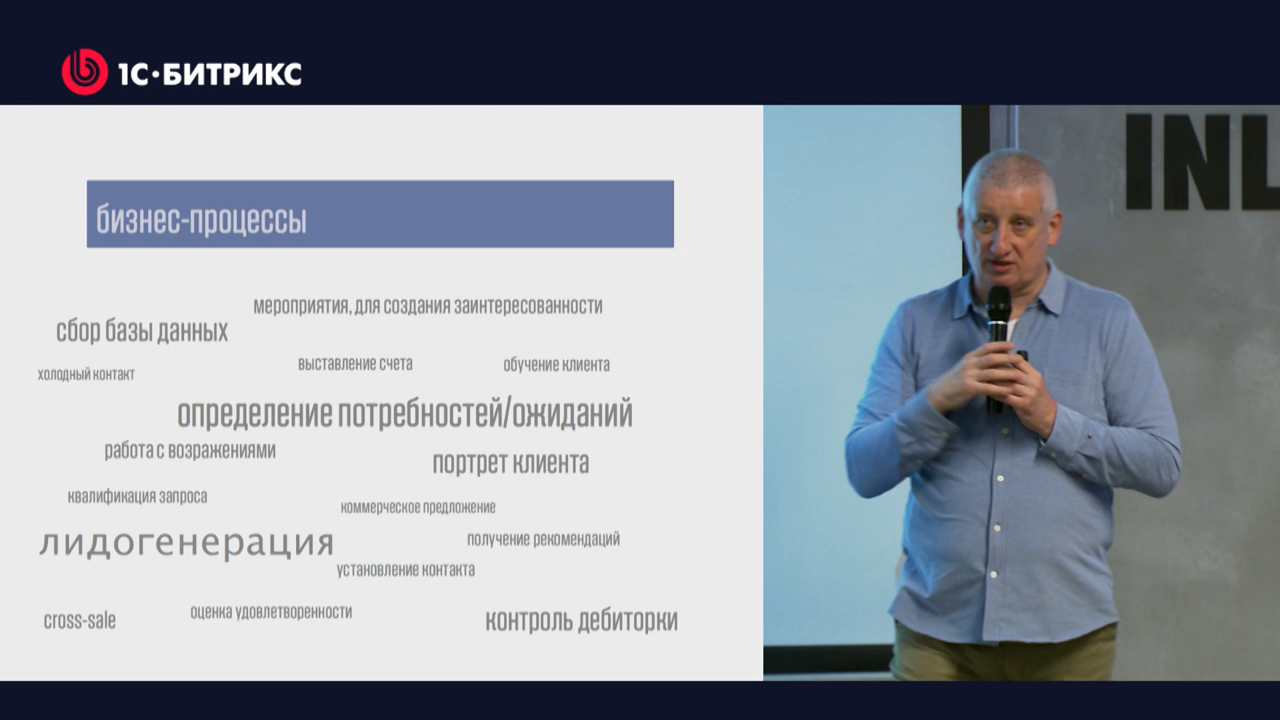 1С·БИТРИКС
INL
бизнес-процессы
мероприятия, для создания заинтересованности
сбор базы данных
выставление счета
обучение клиента
холодный контакт
определение потребностей/ожиданий
работа с возражениями
портрет клиента
квалификация запроса
коммерческое предложение
лидогенерация
получение рекомендаций
установление контакта
оценка удовлетворенности
cross-sale
контроль дебиторки